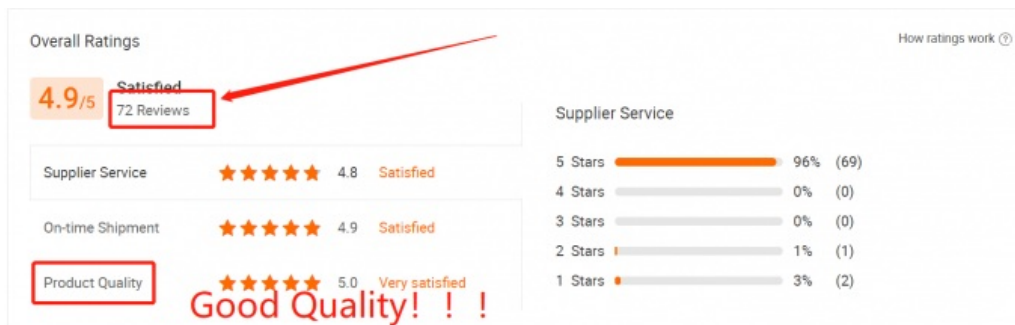 Overall Ratings
How ratings work ?
4.9/5
Satisfied
72 Reviews
Supplier Service 4.8 Satisfied
On-time Shipment 4.9 Satisfied
Product Quality 5.0 Very satisfied
Good Quality! ! !
Supplier Service
5 Stars 96% (69)
4 Stars 0% (0)
3 Stars 0% (0)
2 Stars 1% (1)
1 Stars 3% (2)